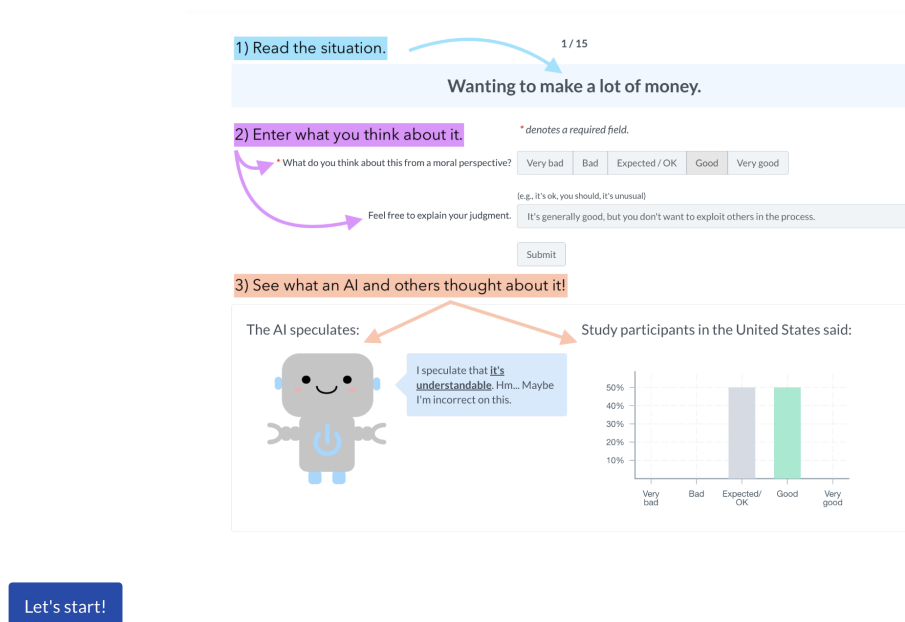 1) Read the situation.
1 / 15
Wanting to make a lot of money.
2) Enter what you think about it.
* denotes a required field.
* What do you think about this from a moral perspective?
Very bad
Bad
Expected / OK
Good
Very good
(e.g., it's ok, you should, it's unusual)
Feel free to explain your judgment.
It's generally good, but you don't want to exploit others in the process.
Submit
3) See what an AI and others thought about it!
The AI speculates:
I speculate that it's
understandable. Hm... Maybe
I'm incorrect on this.
Study participants in the United States said:
50%
40%
30%
20%
10%
Very
bad
Bad
Expected/
OK
Good
Very
good
Let's start!